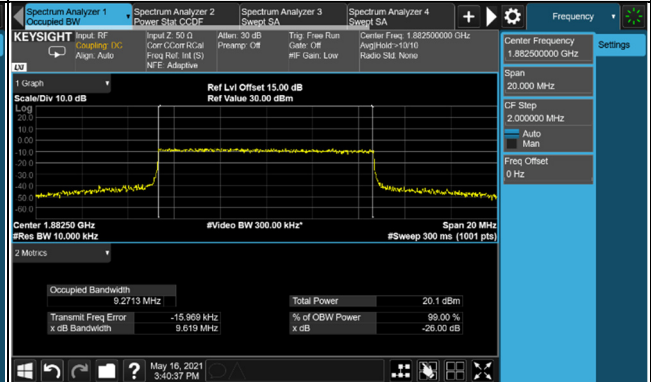 Spectrum Analyzer 1
Occupied BW
Spectrum Analyzer 2
Power Stat CCDF
Spectrum Analyzer 3
Swept SA
Spectrum Analyzer 4
Swept SA
Frequency
KEYSIGHT
Input: RF
Coupling: DC
Align: Auto
Input Z: 50 Ω
Corr CCorr RCal
Freq Ref: Int (S)
NFE: Adaptive
Atten: 30 dB
Preamp: Off
Trig: Free Run
Gate: Off
#IF Gain: Low
Center Freq: 1.882500000 GHz
Avg|Hold:>10/10
Radio Std: None
LXI
Center Frequency
1.882500000 GHz
Settings
Span
20.000 MHz
CF Step
2.000000 MHz
Auto
Man
Freq Offset
0 Hz
1 Graph
Scale/Div 10.0 dB
Ref Lvl Offset 15.00 dB
Ref Value 30.00 dBm
Log
20.0
10.0
0.00
-10.0
-20.0
-30.0
-40.0
-50.0
-60.0
Center 1.88250 GHz
#Video BW 300.00 kHz*
Span 20 MHz
#Res BW 10.000 kHz
#Sweep 300 ms (1001 pts)
2 Metrics
Occupied Bandwidth
9.2713 MHz
Total Power 20.1 dBm
Transmit Freq Error -15.969 kHz
% of OBW Power 99.00 %
x dB Bandwidth 9.619 MHz
x dB -26.00 dB
?
May 16, 2021
3:40:37 PM